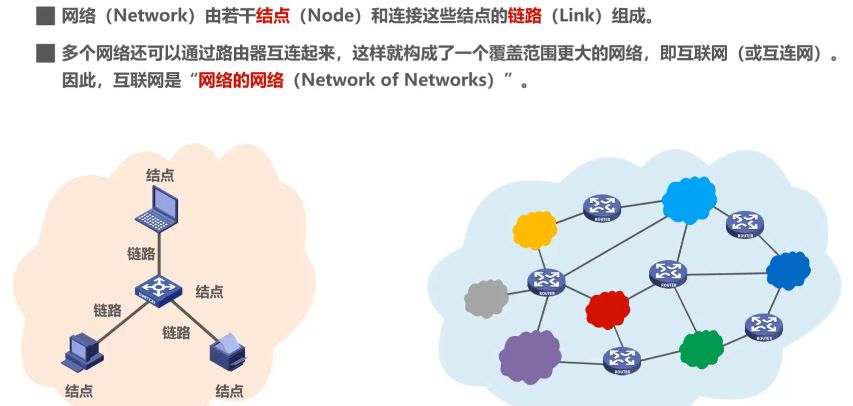 网络（Network）由若干结点（Node）和连接这些结点的链路（Link）组成。
多个网络还可以通过路由器互连起来，这样就构成了一个覆盖范围更大的网络，即互联网（或互连网）。
因此，互联网是“网络的网络（Network of Networks）”。
结点
链路
结点
SWITCH
链路
链路
结点
结点
ROUTER
ROUTER
ROUTER
ROUTER
ROUTER
ROUTER